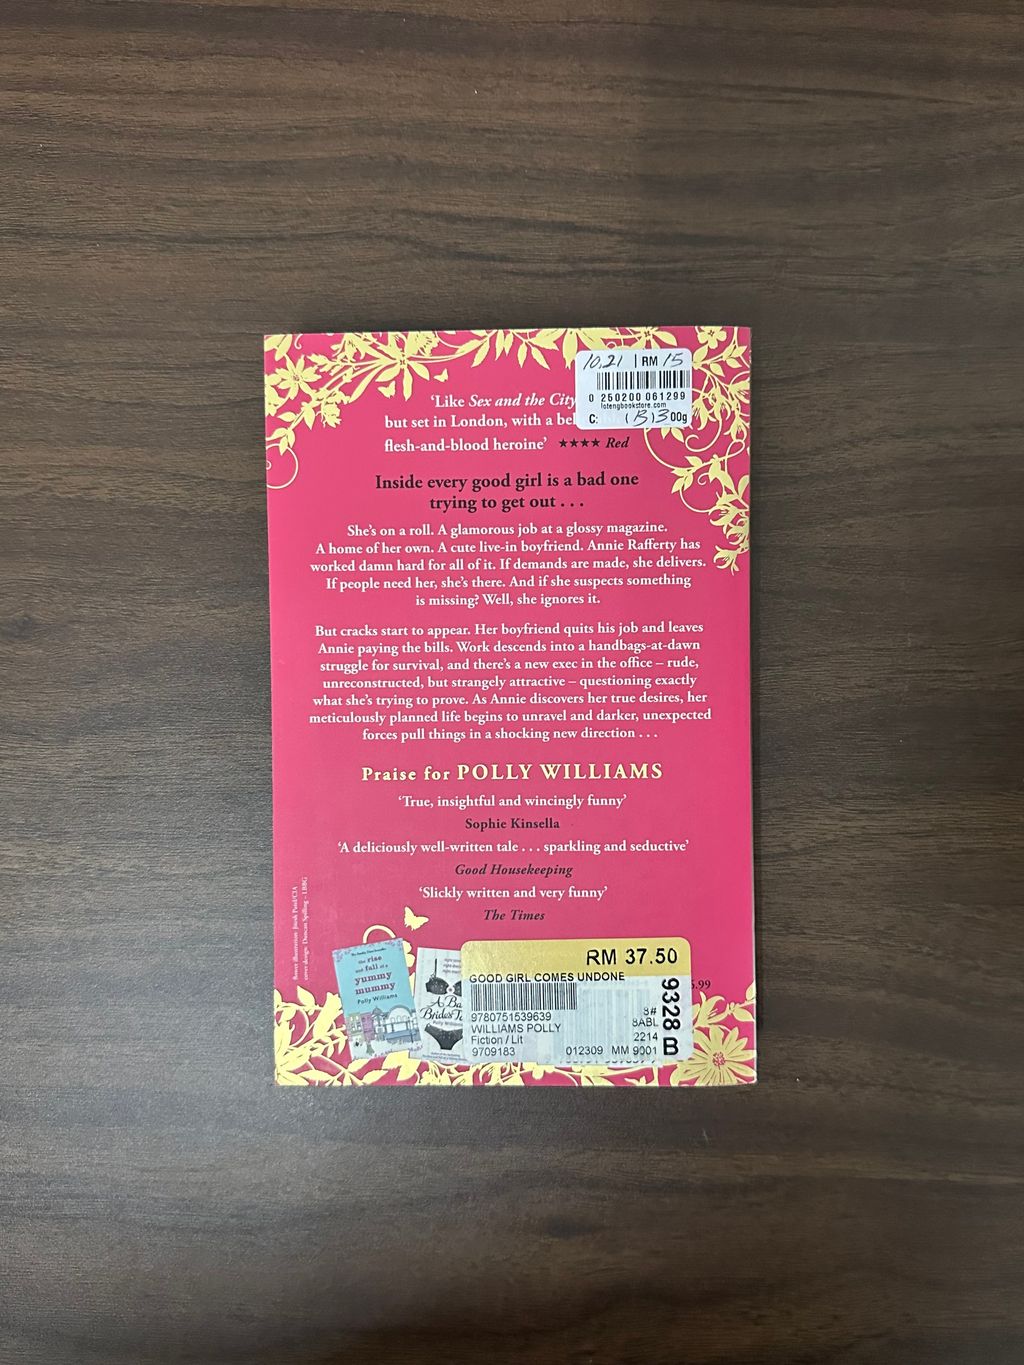 10.21 | RM 15
0 250200 061299
lotengbookstore.com
C: 00g
‘Like Sex and the City
but set in London, with a
flesh-and-blood heroine’ ★★★★ Red
Inside every good girl is a bad one
trying to get out . . .
She’s on a roll. A glamorous job at a glossy magazine.
A home of her own. A cute live-in boyfriend. Annie Rafferty has
worked damn hard for all of it. If demands are made, she delivers.
If people need her, she’s there. And if she suspects something
is missing? Well, she ignores it.
But cracks start to appear. Her boyfriend quits his job and leaves
Annie paying the bills. Work descends into a handbags-at-dawn
struggle for survival, and there’s a new exec in the office – rude,
unreconstructed, but strangely attractive – questioning exactly
what she’s trying to prove. As Annie discovers her true desires, her
meticulously planned life begins to unravel and darker, unexpected
forces pull things in a shocking new direction . . .
Praise for POLLY WILLIAMS
‘True, insightful and wincingly funny’
Sophie Kinsella
‘A deliciously well-written tale . . . sparkling and seductive’
Good Housekeeping
‘Slickly written and very funny’
The Times
cover design: Duncan Spilling – LBBG
the rise
and fall of a
yummy
mummy
Polly Williams
RM 37.50
GOOD GIRL COMES UNDONE
9780751539639
WILLIAMS POLLY
Fiction / Lit
9709183
8#
8ABL
2214
012309 MM 9001
9328 B
.99